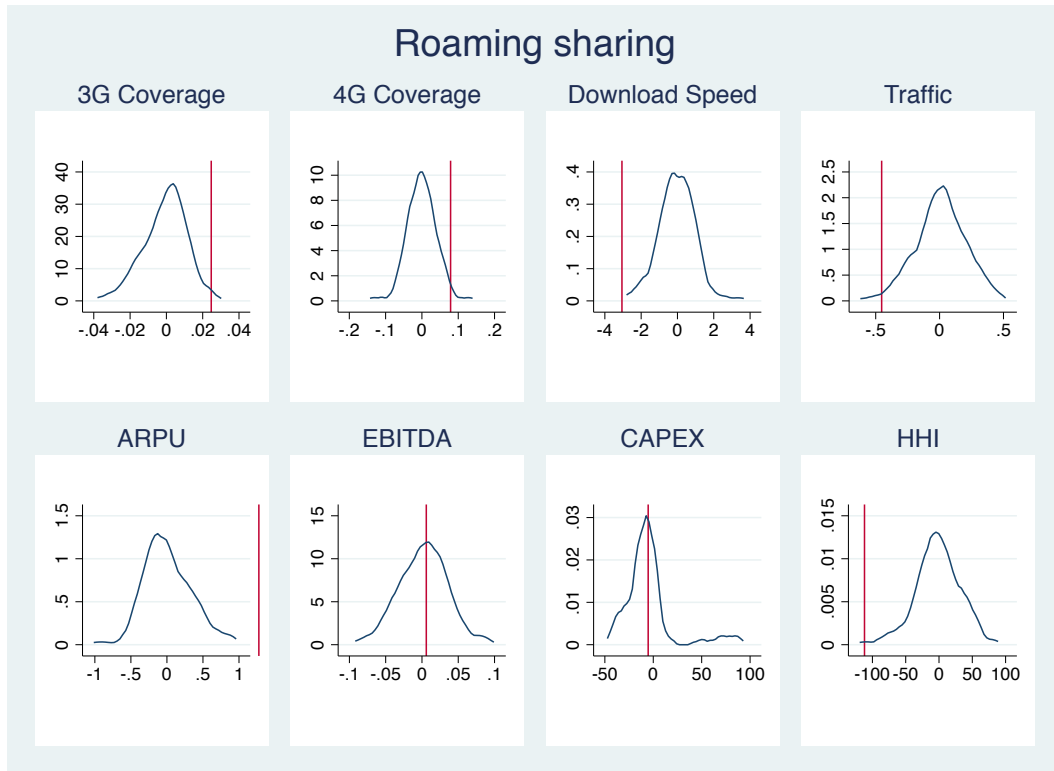 Roaming sharing
3G Coverage
4G Coverage
Download Speed
Traffic
0 10 20 30 40
-.04 -.02 0 .02 .04
0 2 4 6 8 10
-.2 -.1 0 .1 .2
0 .1 .2 .3 .4
-4 -2 0 2 4
0 .5 1 1.5 2 2.5
-.5 0 .5
ARPU
EBITDA
CAPEX
HHI
0 .5 1 1.5
-1 -.5 0 .5 1
0 5 10 15
-.1 -.05 0 .05 .1
0 .01 .02 .03
-50 0 50 100
0 .005 .01 .015
-100 -50 0 50 100